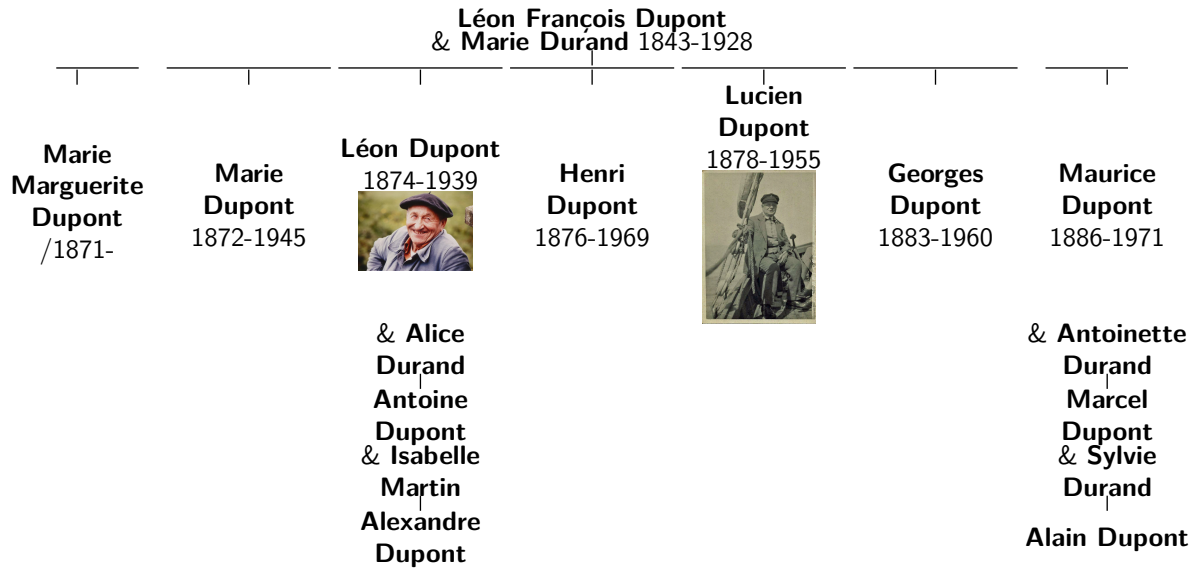 Léon François Dupont
& Marie Durand 1843-1928
Marie
Marguerite
Dupont
/1871-
Marie
Dupont
1872-1945
Léon Dupont
1874-1939
Henri
Dupont
1876-1969
Lucien
Dupont
1878-1955
Georges
Dupont
1883-1960
Maurice
Dupont
1886-1971
& Alice
Durand
Antoine
Dupont
& Isabelle
Martin
Alexandre
Dupont
& Antoinette
Durand
Marcel
Dupont
& Sylvie
Durand
Alain Dupont